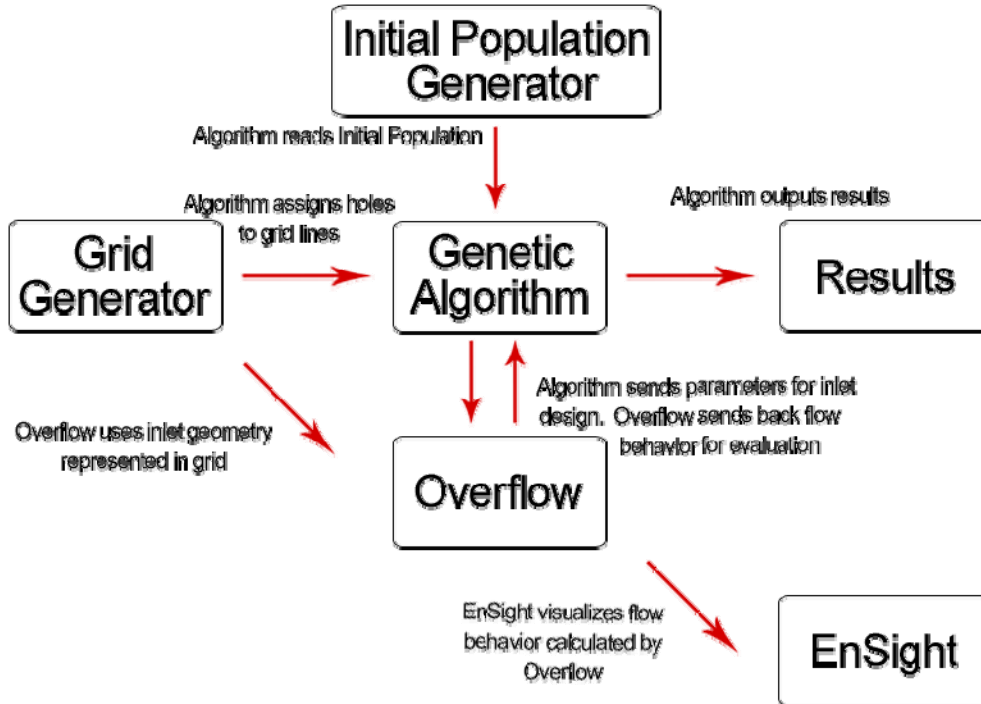 Initial Population
Generator
Algorithm reads Initial Population
Algorithm assigns holes
to grid lines
Algorithm outputs results
Grid
Generator
Genetic
Algorithm
Results
Overflow uses inlet geometry
represented in grid
Algorithm sends parameters for inlet
design. Overflow sends back flow
behavior for evaluation
Overflow
EnSight visualizes flow
behavior calculated by
Overflow
EnSight